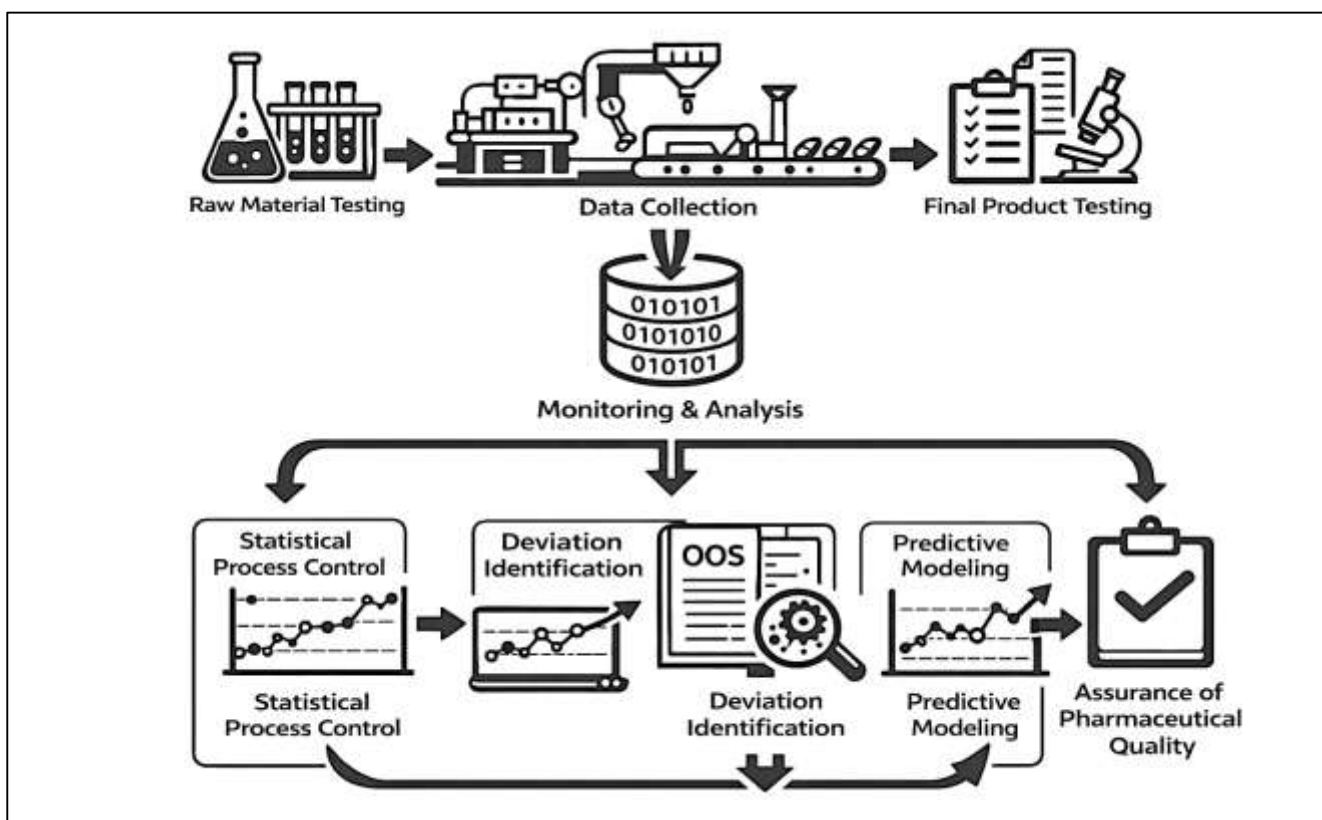 Raw Material Testing
Data Collection
Final Product Testing
010101
0101010
010101
Monitoring & Analysis
Statistical
Process Control
Statistical
Process Control
Deviation
Identification
OOS
Deviation
Identification
Predictive
Modeling
Predictive
Modeling
Assurance of
Pharmaceutical
Quality